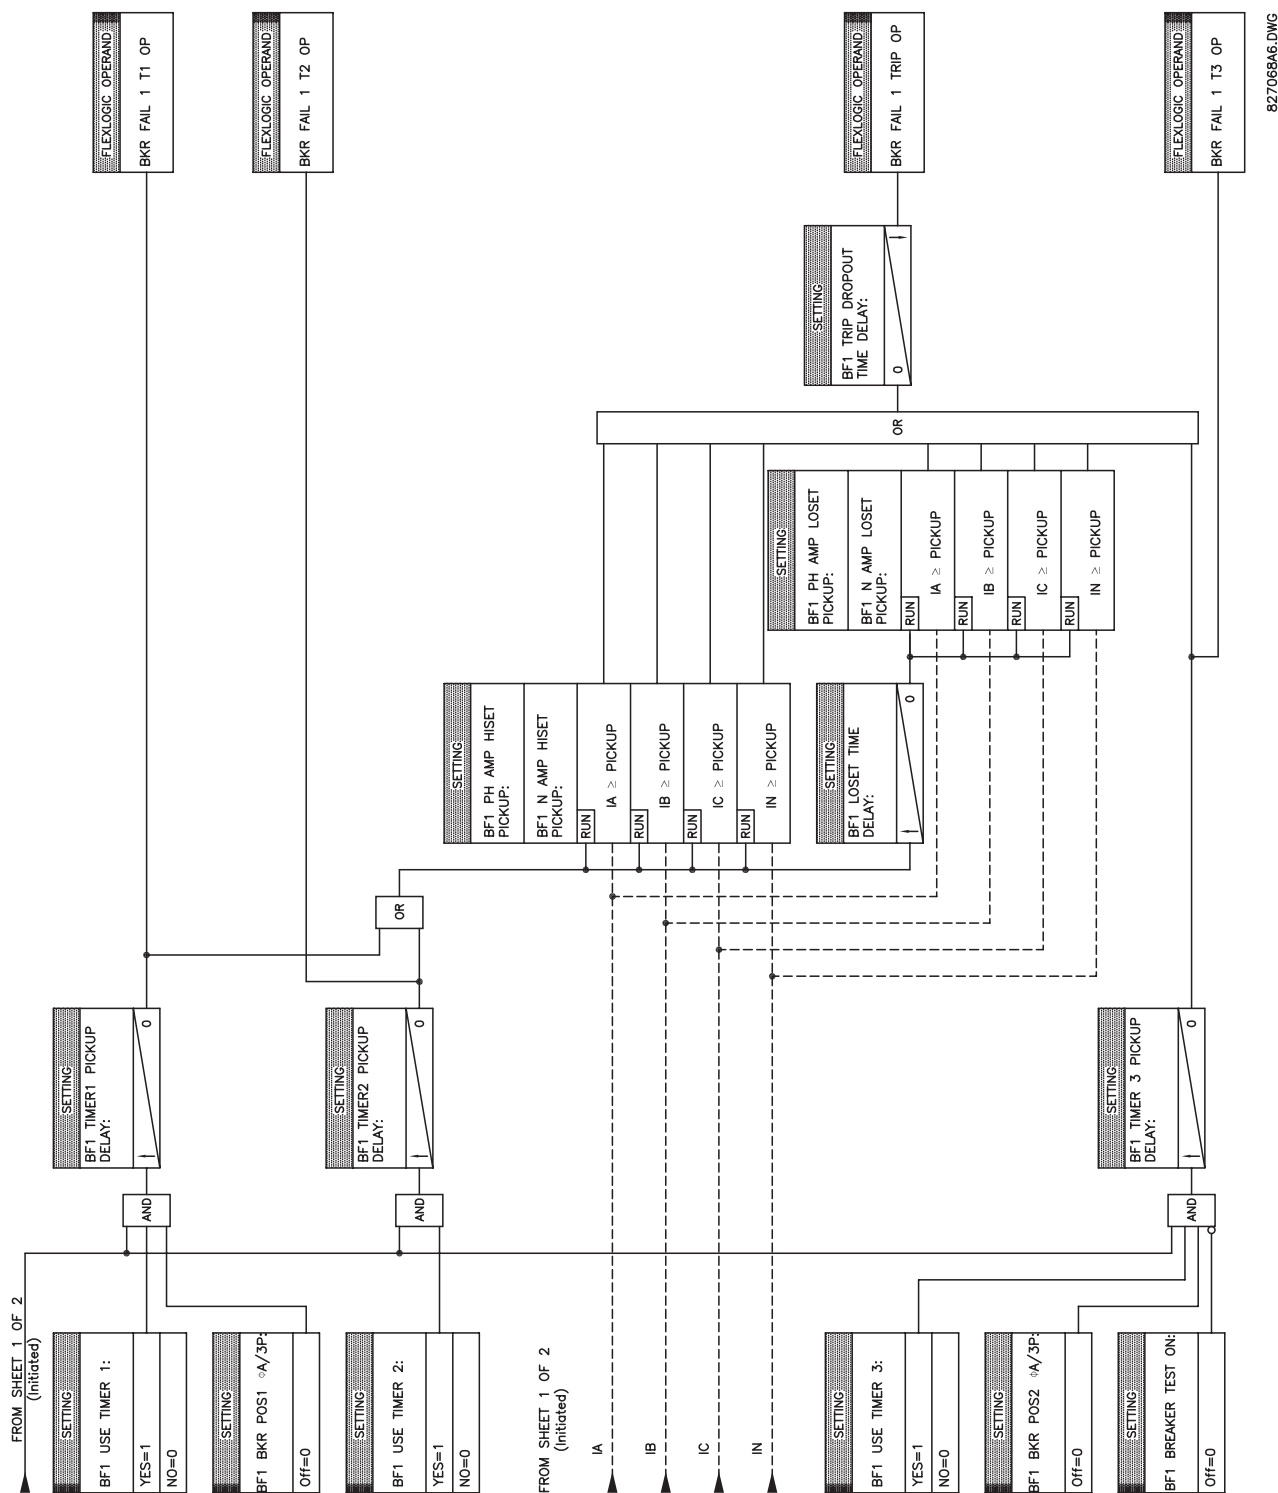 FROM SHEET 1 OF 2
(Initiated)
SETTING
BF1 USE TIMER 1:
YES=1
NO=0
SETTING
BF1 BKR POS1 ΦA/3P:
Off=0
SETTING
BF1 USE TIMER 2:
YES=1
NO=0
FROM SHEET 1 OF 2
(Initiated)
IA
IB
IC
IN
SETTING
BF1 USE TIMER 3:
YES=1
NO=0
SETTING
BF1 BKR POS2 ΦA/3P:
Off=0
SETTING
BF1 BREAKER TEST ON:
Off=0
AND
AND
AND
SETTING
BF1 TIMER1 PICKUP
DELAY:
0
SETTING
BF1 TIMER2 PICKUP
DELAY:
0
SETTING
BF1 TIMER 3 PICKUP
DELAY:
0
OR
SETTING
BF1 PH AMP HISET
PICKUP:
BF1 N AMP HISET
PICKUP:
RUN
IA ≥ PICKUP
RUN
IB ≥ PICKUP
RUN
IC ≥ PICKUP
RUN
IN ≥ PICKUP
SETTING
BF1 LOSET TIME
DELAY:
0
SETTING
BF1 PH AMP LOSET
PICKUP:
BF1 N AMP LOSET
PICKUP:
RUN
IA ≥ PICKUP
RUN
IB ≥ PICKUP
RUN
IC ≥ PICKUP
RUN
IN ≥ PICKUP
OR
SETTING
BF1 TRIP DROPOUT
TIME DELAY:
0
FLEXLOGIC OPERAND
BKR FAIL 1 T1 OP
FLEXLOGIC OPERAND
BKR FAIL 1 T2 OP
FLEXLOGIC OPERAND
BKR FAIL 1 TRIP OP
FLEXLOGIC OPERAND
BKR FAIL 1 T3 OP
827068A6.DWG